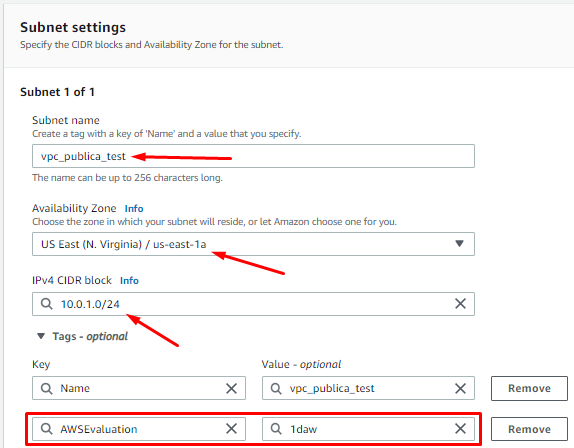 Subnet settings
Specify the CIDR blocks and Availability Zone for the subnet.
Subnet 1 of 1
Subnet name
Create a tag with a key of 'Name' and a value that you specify.
vpc_publica_test
The name can be up to 256 characters long.
Availability Zone Info
Choose the zone in which your subnet will reside, or let Amazon choose one for you.
US East (N. Virginia) / us-east-1a
IPv4 CIDR block Info
10.0.1.0/24
Tags - optional
Key Value - optional
Name vpc_publica_test Remove
AWSEvaluation 1daw Remove